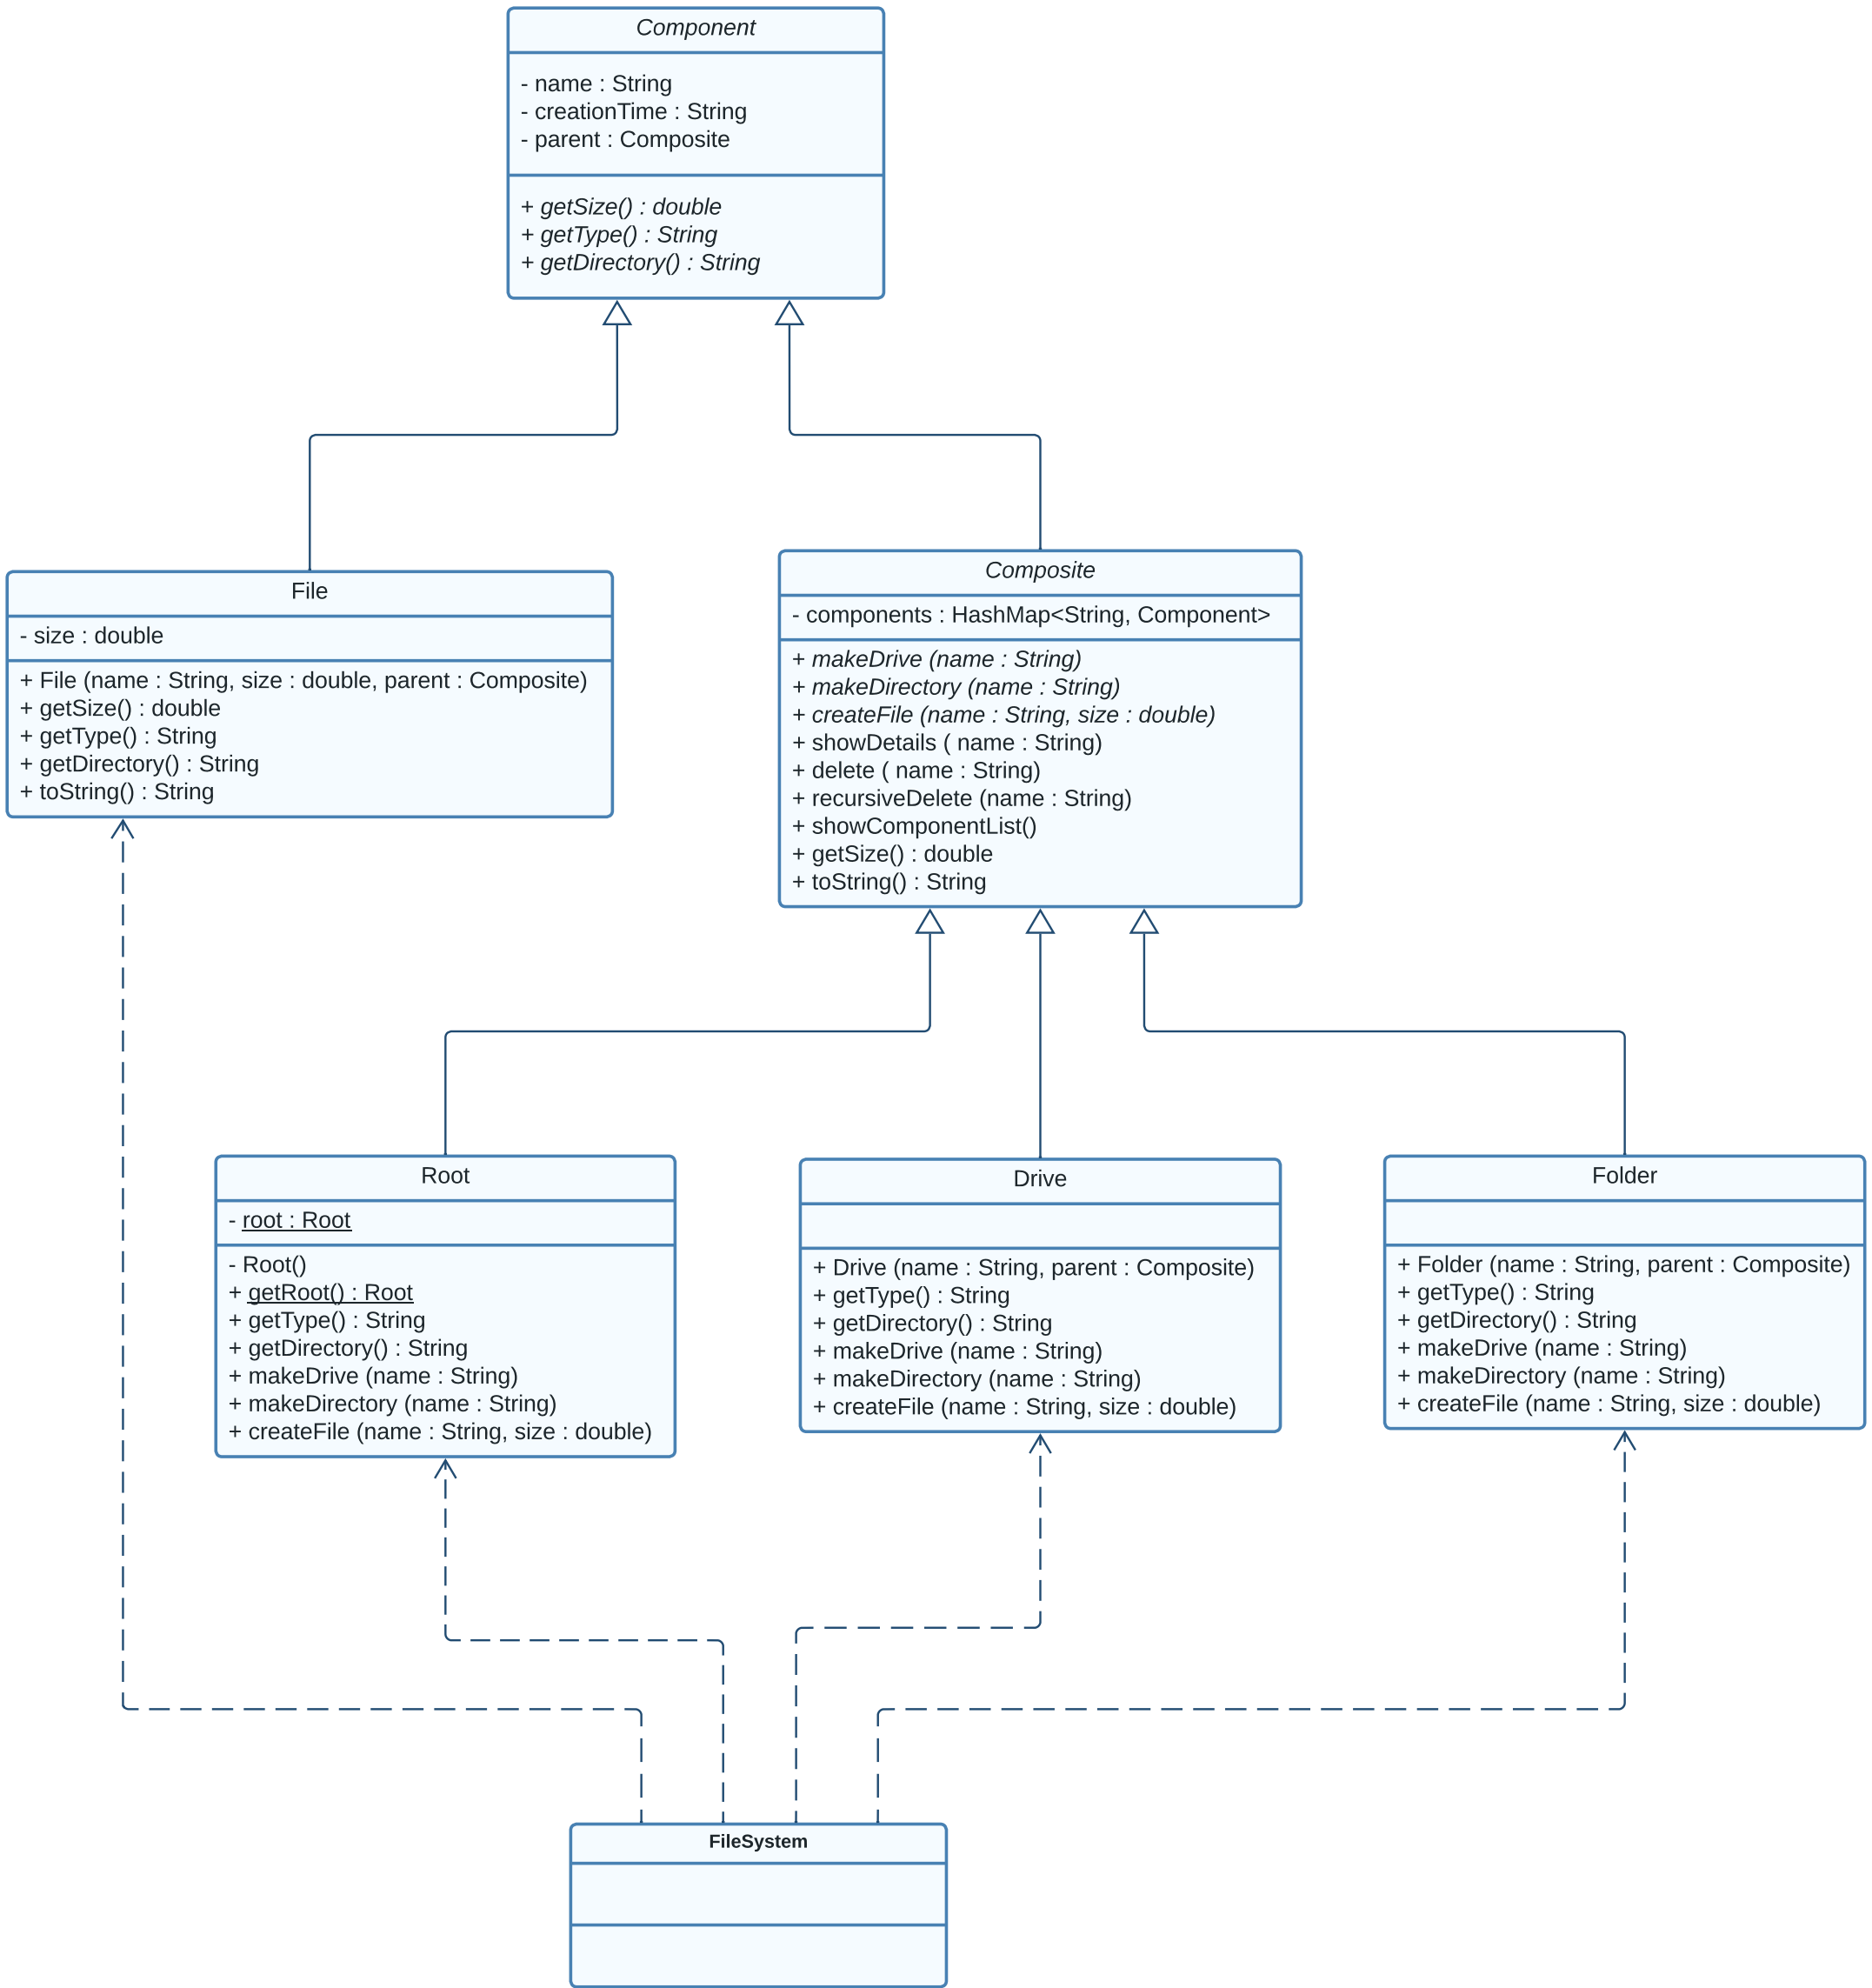 Component
- name : String
- creationTime : String
- parent : Composite
+ getSize() : double
+ getType() : String
+ getDirectory() : String
File
- size : double
+ File (name : String, size : double, parent : Composite)
+ getSize() : double
+ getType() : String
+ getDirectory() : String
+ toString() : String
Composite
- components : HashMap<String, Component>
+ makeDrive (name : String)
+ makeDirectory (name : String)
+ createFile (name : String, size : double)
+ showDetails ( name : String)
+ delete ( name : String)
+ recursiveDelete (name : String)
+ showComponentList()
+ getSize() : double
+ toString() : String
Root
- root : Root
- Root()
+ getRoot() : Root
+ getType() : String
+ getDirectory() : String
+ makeDrive (name : String)
+ makeDirectory (name : String)
+ createFile (name : String, size : double)
Drive
+ Drive (name : String, parent : Composite)
+ getType() : String
+ getDirectory() : String
+ makeDrive (name : String)
+ makeDirectory (name : String)
+ createFile (name : String, size : double)
Folder
+ Folder (name : String, parent : Composite)
+ getType() : String
+ getDirectory() : String
+ makeDrive (name : String)
+ makeDirectory (name : String)
+ createFile (name : String, size : double)
FileSystem